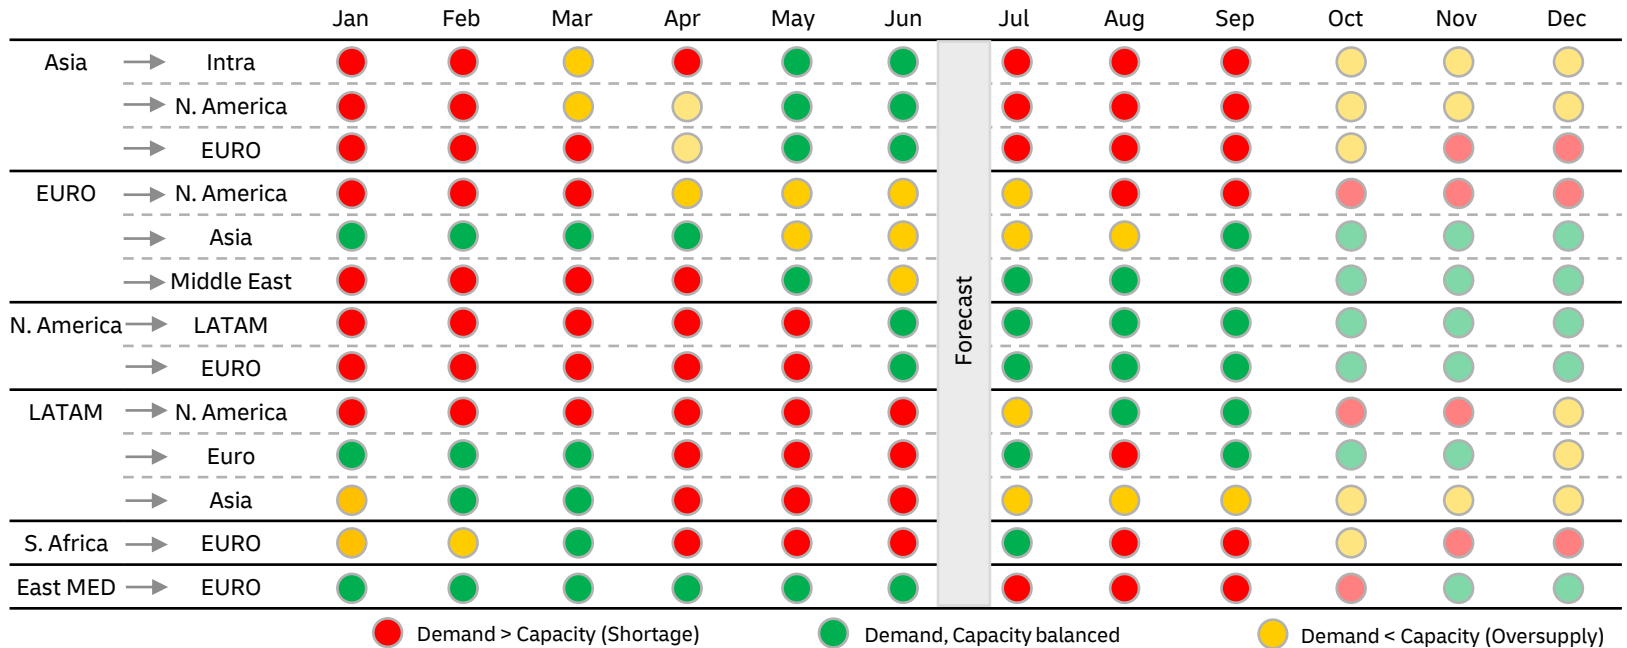 Jan Feb Mar Apr May Jun Jul Aug Sep Oct Nov Dec
Asia Intra
N. America
EURO
EURO N. America
Asia
Middle East
Forecast
N. America LATAM
EURO
LATAM N. America
Euro
Asia
S. Africa EURO
East MED EURO
Demand > Capacity (Shortage) Demand, Capacity balanced Demand < Capacity (Oversupply)